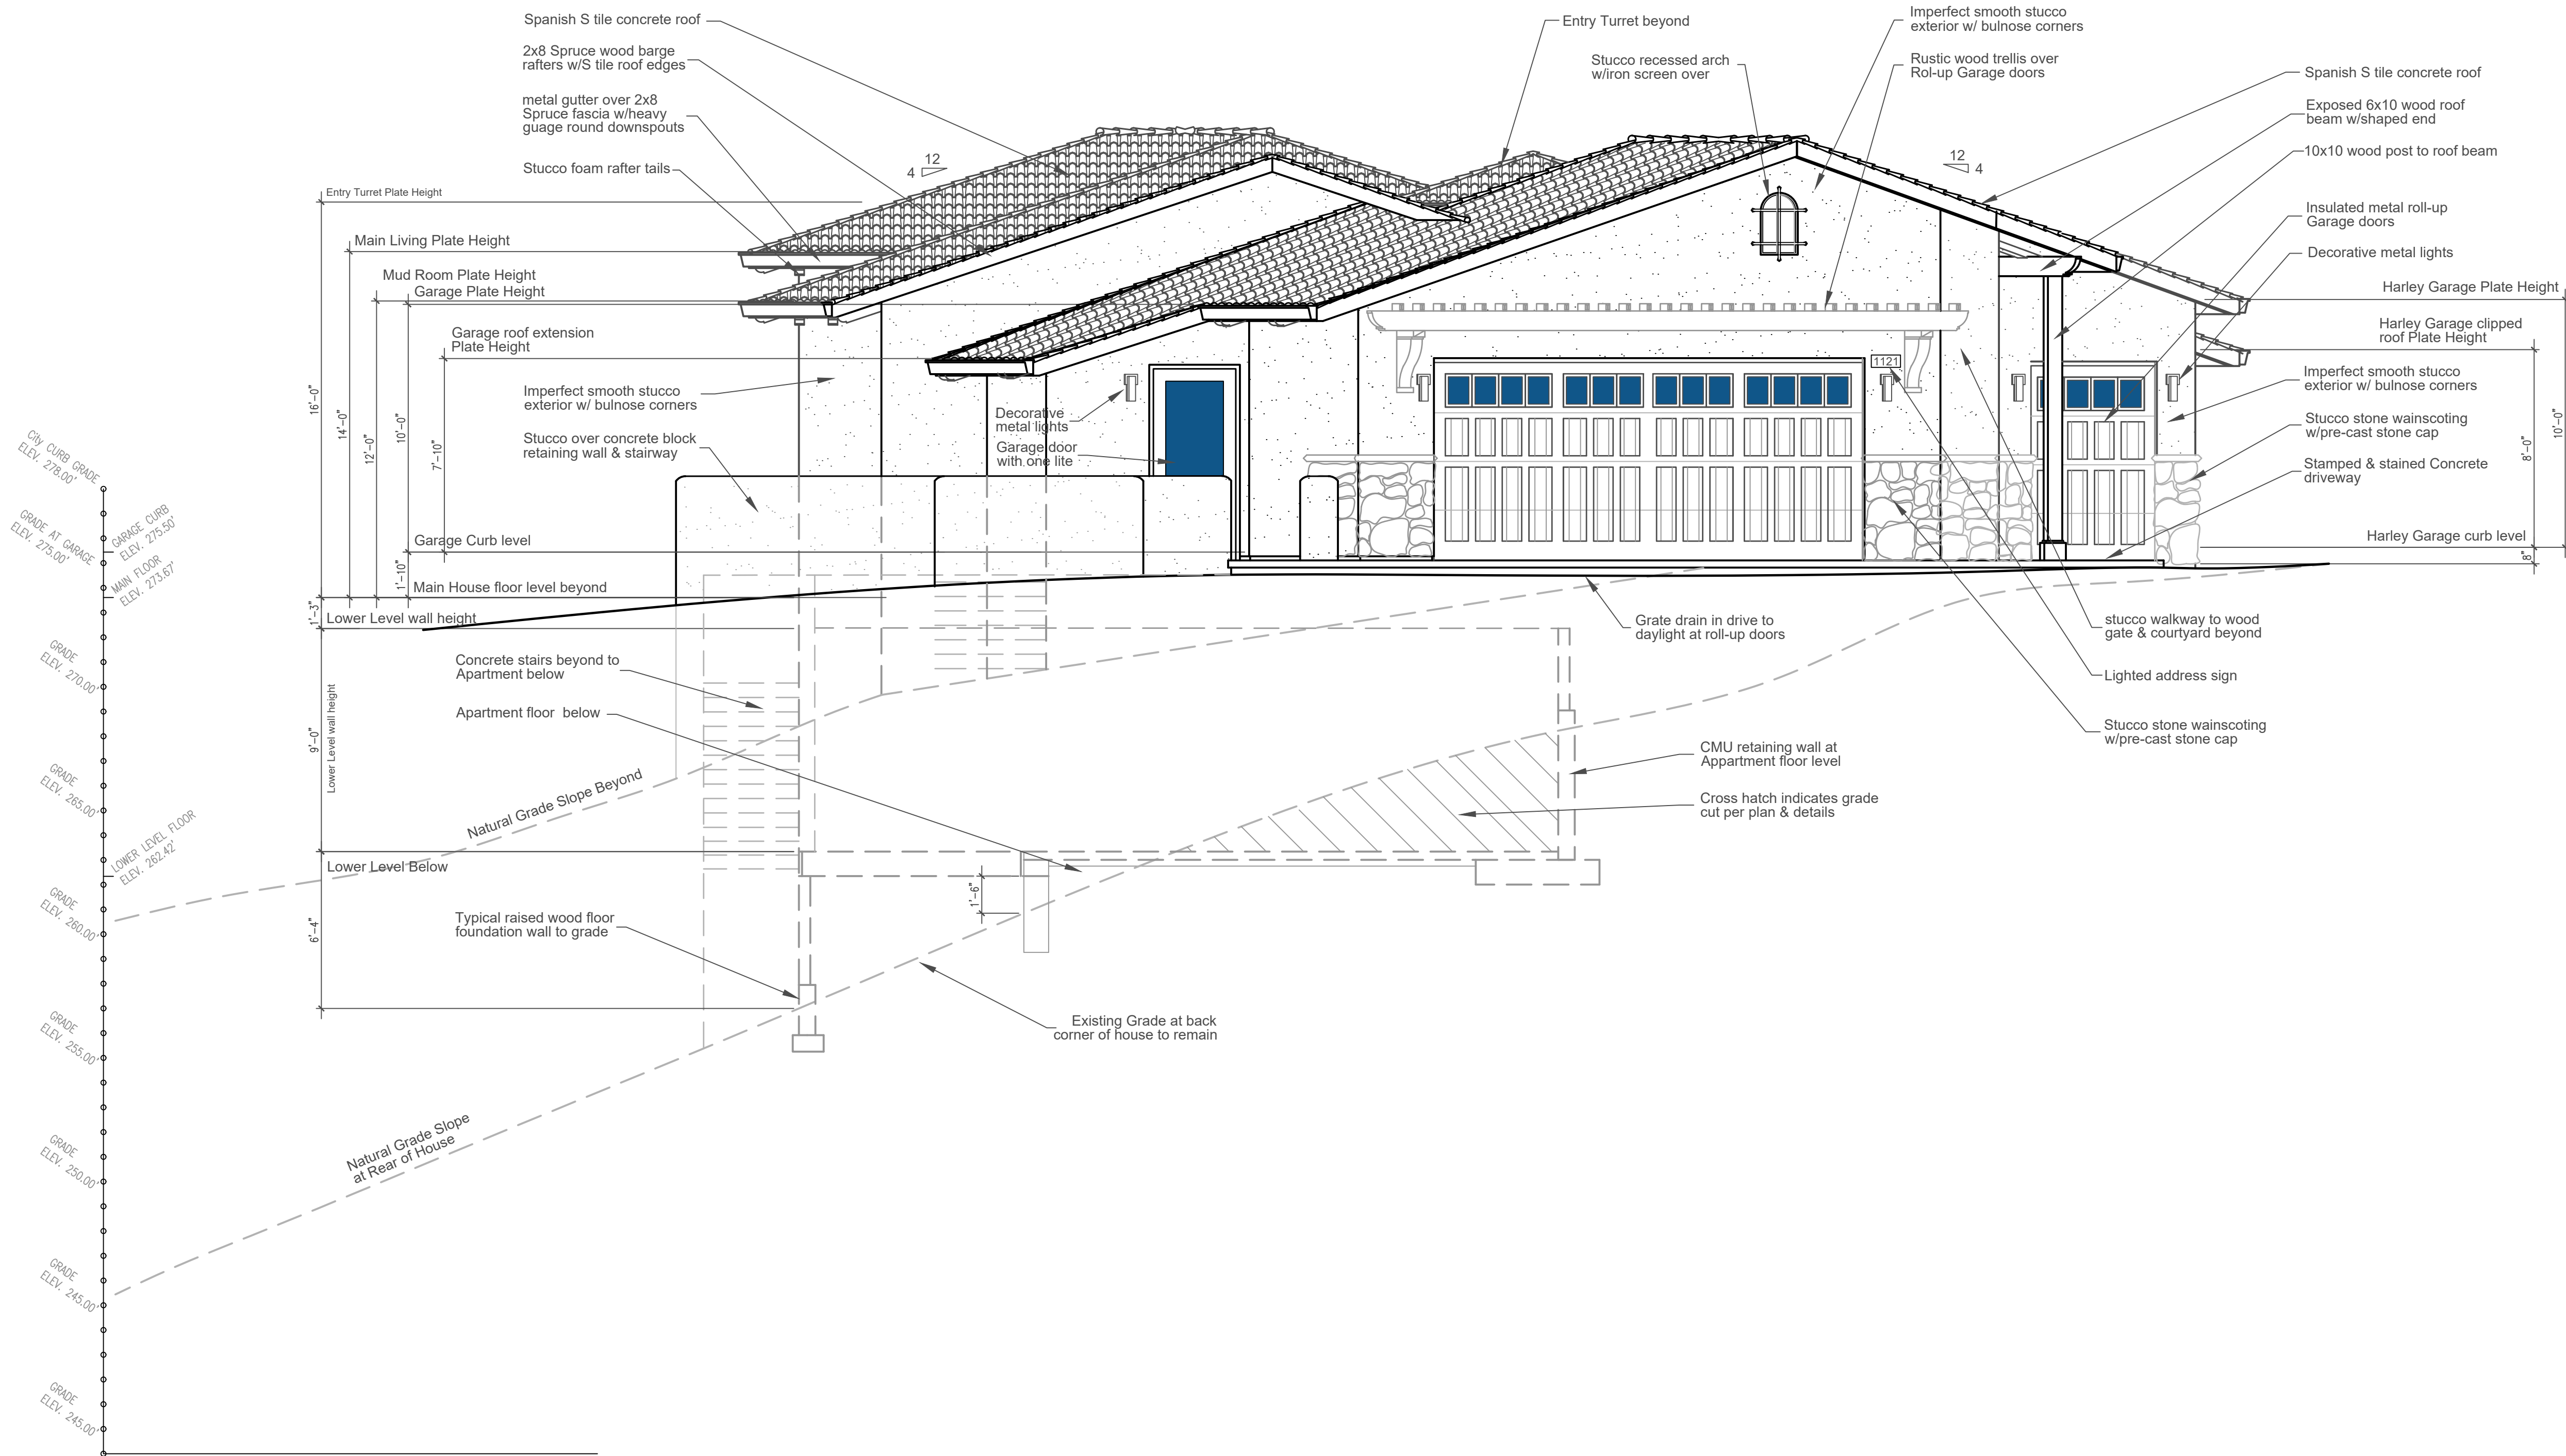 Spanish S tile concrete roof
2x8 Spruce wood barge
rafters w/S tile roof edges
metal gutter over 2x8
Spruce fascia w/heavy
guage round downspouts
Stucco foam rafter tails
Entry Turret beyond
Stucco recessed arch
w/iron screen over
Imperfect smooth stucco
exterior w/ bulnose corners
Rustic wood trellis over
Rol-up Garage doors
Spanish S tile concrete roof
Exposed 6x10 wood roof
beam w/shaped end
10x10 wood post to roof beam
Insulated metal roll-up
Garage doors
Decorative metal lights
12
4
12
4
Entry Turret Plate Height
Main Living Plate Height
Mud Room Plate Height
Garage Plate Height
Garage roof extension
Plate Height
Harley Garage Plate Height
Harley Garage clipped
roof Plate Height
Imperfect smooth stucco
exterior w/ bulnose corners
Stucco over concrete block
retaining wall & stairway
Decorative
metal lights
Garage door
with one lite
1121
Imperfect smooth stucco
exterior w/ bulnose corners
Stucco stone wainscoting
w/pre-cast stone cap
Stamped & stained Concrete
driveway
16'-0"
14'-0"
12'-0"
10'-0"
7'-10"
1'-10"
10'-0"
8'-0"
8"
City CURB GRADE
ELEV. 278.00'
GRADE AT GARAGE
ELEV. 275.00'
GARAGE CURB
ELEV. 275.50'
MAIN FLOOR
ELEV. 273.67'
Garage Curb level
Harley Garage curb level
Main House floor level beyond
1'-3"
Lower Level wall height
Grate drain in drive to
daylight at roll-up doors
stucco walkway to wood
gate & courtyard beyond
Lighted address sign
Stucco stone wainscoting
w/pre-cast stone cap
GRADE
ELEV. 270.00'
Concrete stairs beyond to
Apartment below
Apartment floor below
9'-0"
Lower Level wall height
CMU retaining wall at
Appartment floor level
Cross hatch indicates grade
cut per plan & details
GRADE
ELEV. 265.00'
Natural Grade Slope Beyond
LOWER LEVEL FLOOR
ELEV. 262.42'
Lower Level Below
1'-6"
GRADE
ELEV. 260.00'
Typical raised wood floor
foundation wall to grade
6'-4"
Existing Grade at back
corner of house to remain
GRADE
ELEV. 255.00'
Natural Grade Slope
at Rear of House
GRADE
ELEV. 250.00'
GRADE
ELEV. 245.00'
GRADE
ELEV. 245.00'